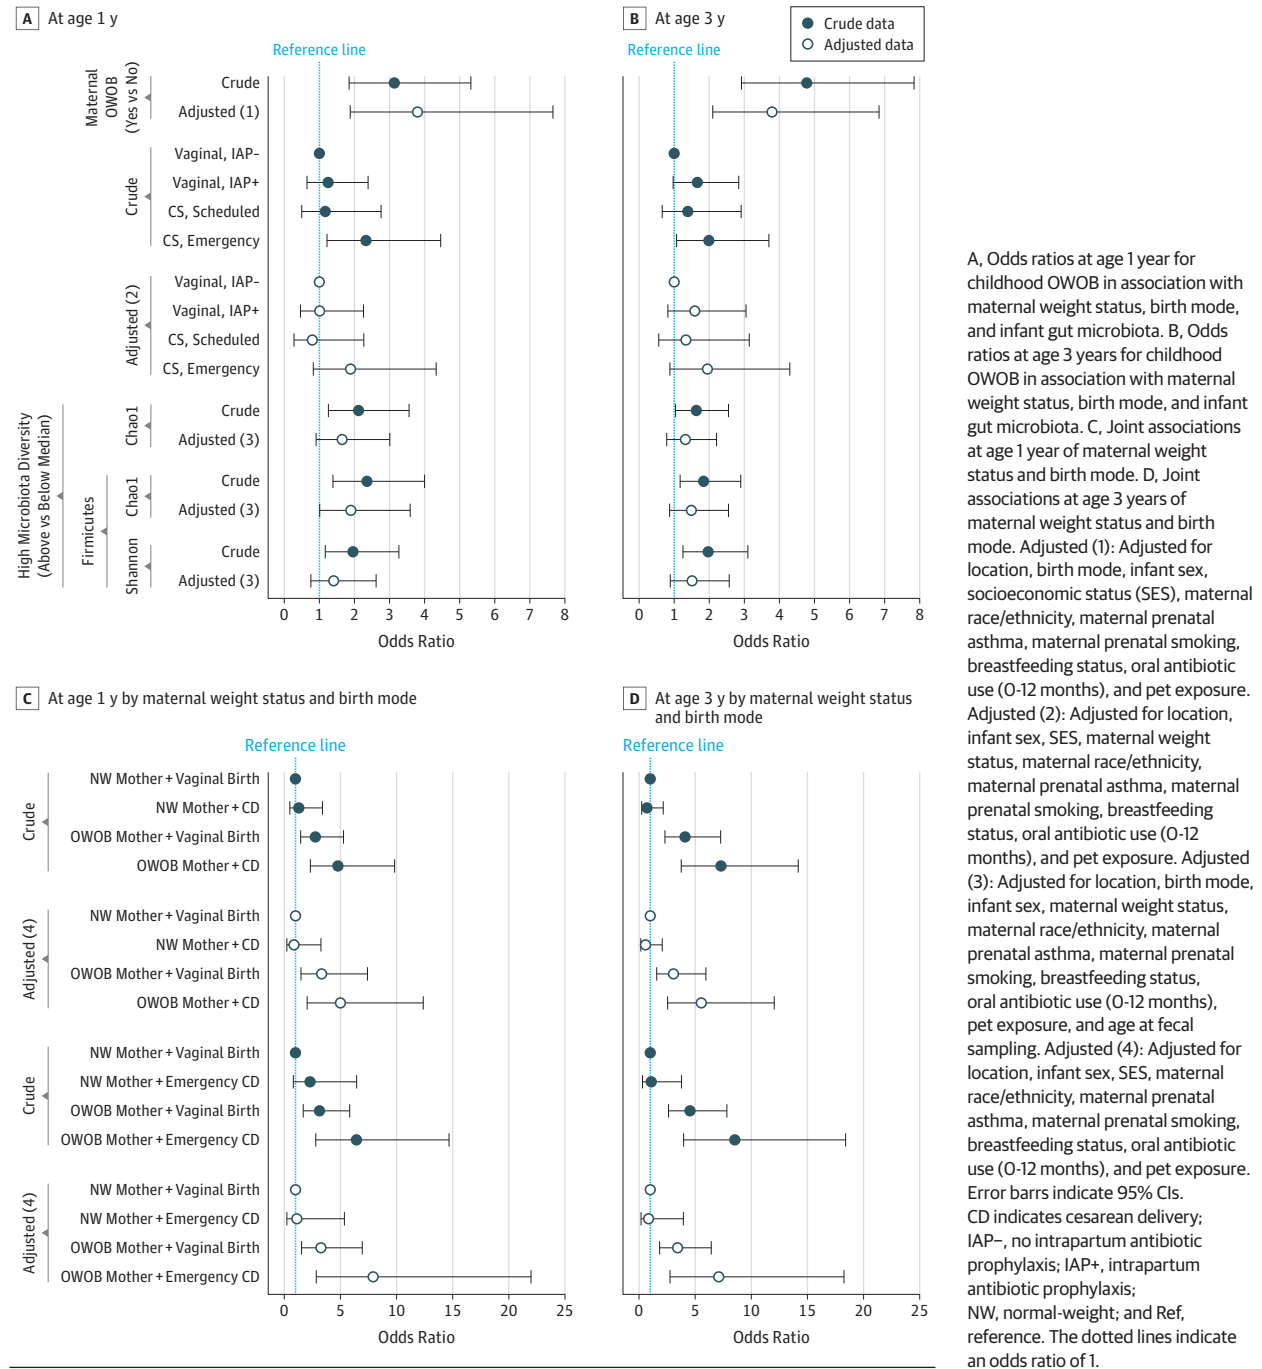 A At age 1 y
B At age 3 y
Crude data
Adjusted data
Reference line
Reference line
Maternal
OWOB
(Yes vs No)
Crude
Adjusted (1)
Crude
Vaginal, IAP−
Vaginal, IAP+
CS, Scheduled
CS, Emergency
Adjusted (2)
Vaginal, IAP−
Vaginal, IAP+
CS, Scheduled
CS, Emergency
High Microbiota Diversity
(Above vs Below Median)
Chao1
Crude
Adjusted (3)
Firmicutes
Chao1
Crude
Adjusted (3)
Shannon
Crude
Adjusted (3)
0 1 2 3 4 5 6 7 8
Odds Ratio
0 1 2 3 4 5 6 7 8
Odds Ratio
C At age 1 y by maternal weight status and birth mode
D At age 3 y by maternal weight status
and birth mode
Reference line
Reference line
Crude
NW Mother + Vaginal Birth
NW Mother + CD
OWOB Mother + Vaginal Birth
OWOB Mother + CD
Adjusted (4)
NW Mother + Vaginal Birth
NW Mother + CD
OWOB Mother + Vaginal Birth
OWOB Mother + CD
Crude
NW Mother + Vaginal Birth
NW Mother + Emergency CD
OWOB Mother + Vaginal Birth
OWOB Mother + Emergency CD
Adjusted (4)
NW Mother + Vaginal Birth
NW Mother + Emergency CD
OWOB Mother + Vaginal Birth
OWOB Mother + Emergency CD
0 5 10 15 20 25
Odds Ratio
0 5 10 15 20 25
Odds Ratio
A, Odds ratios at age 1 year for
childhood OWOB in association with
maternal weight status, birth mode,
and infant gut microbiota. B, Odds
ratios at age 3 years for childhood
OWOB in association with maternal
weight status, birth mode, and infant
gut microbiota. C, Joint associations
at age 1 year of maternal weight
status and birth mode. D, Joint
associations at age 3 years of
maternal weight status and birth
mode. Adjusted (1): Adjusted for
location, birth mode, infant sex,
socioeconomic status (SES), maternal
race/ethnicity, maternal prenatal
asthma, maternal prenatal smoking,
breastfeeding status, oral antibiotic
use (0-12 months), and pet exposure.
Adjusted (2): Adjusted for location,
infant sex, SES, maternal weight
status, maternal race/ethnicity,
maternal prenatal asthma, maternal
prenatal smoking, breastfeeding
status, oral antibiotic use (0-12
months), and pet exposure. Adjusted
(3): Adjusted for location, birth mode,
infant sex, maternal weight status,
maternal race/ethnicity, maternal
prenatal asthma, maternal prenatal
smoking, breastfeeding status,
oral antibiotic use (0-12 months),
pet exposure, and age at fecal
sampling. Adjusted (4): Adjusted for
location, infant sex, SES, maternal
race/ethnicity, maternal prenatal
asthma, maternal prenatal smoking,
breastfeeding status, oral antibiotic
use (0-12 months), and pet exposure.
Error bars indicate 95% CIs.
CD indicates cesarean delivery;
IAP−, no intrapartum antibiotic
prophylaxis; IAP+, intrapartum
antibiotic prophylaxis;
NW, normal-weight; and Ref,
reference. The dotted lines indicate
an odds ratio of 1.